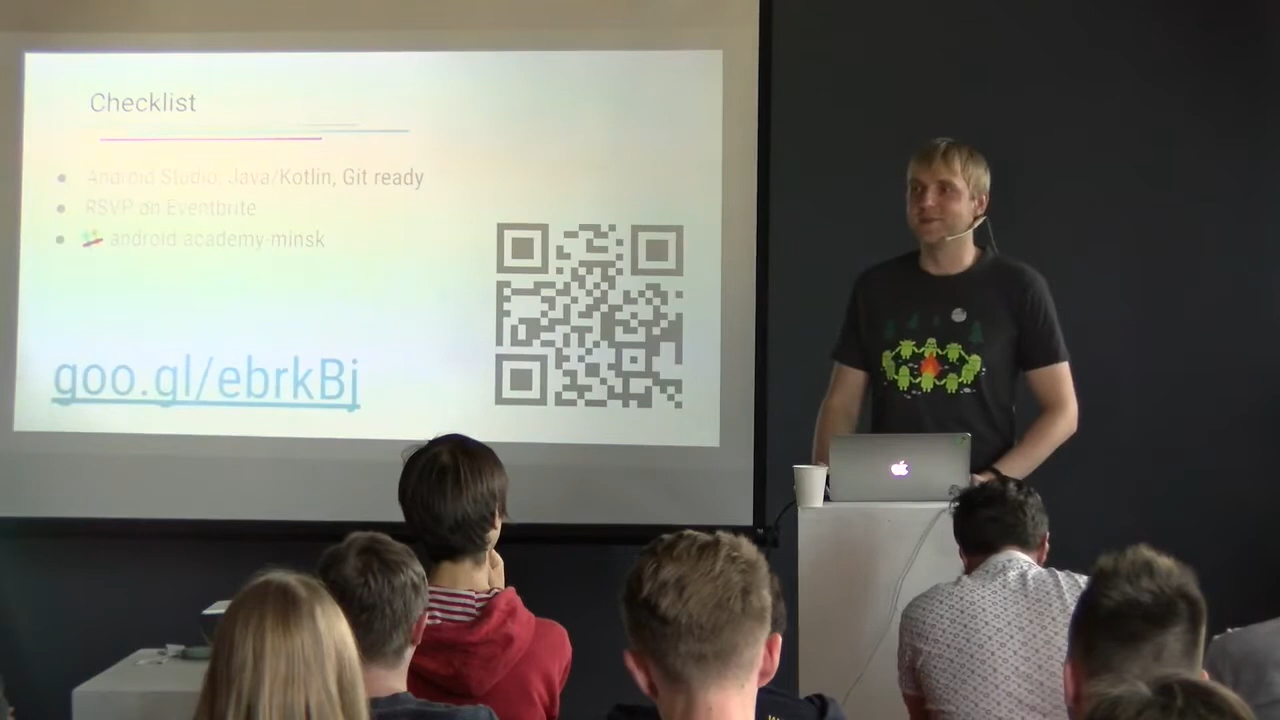 Checklist
Android Studio, Java/Kotlin, Git ready
RSVP on Eventbrite
android-academy-minsk
goo.gl/ebrkBj